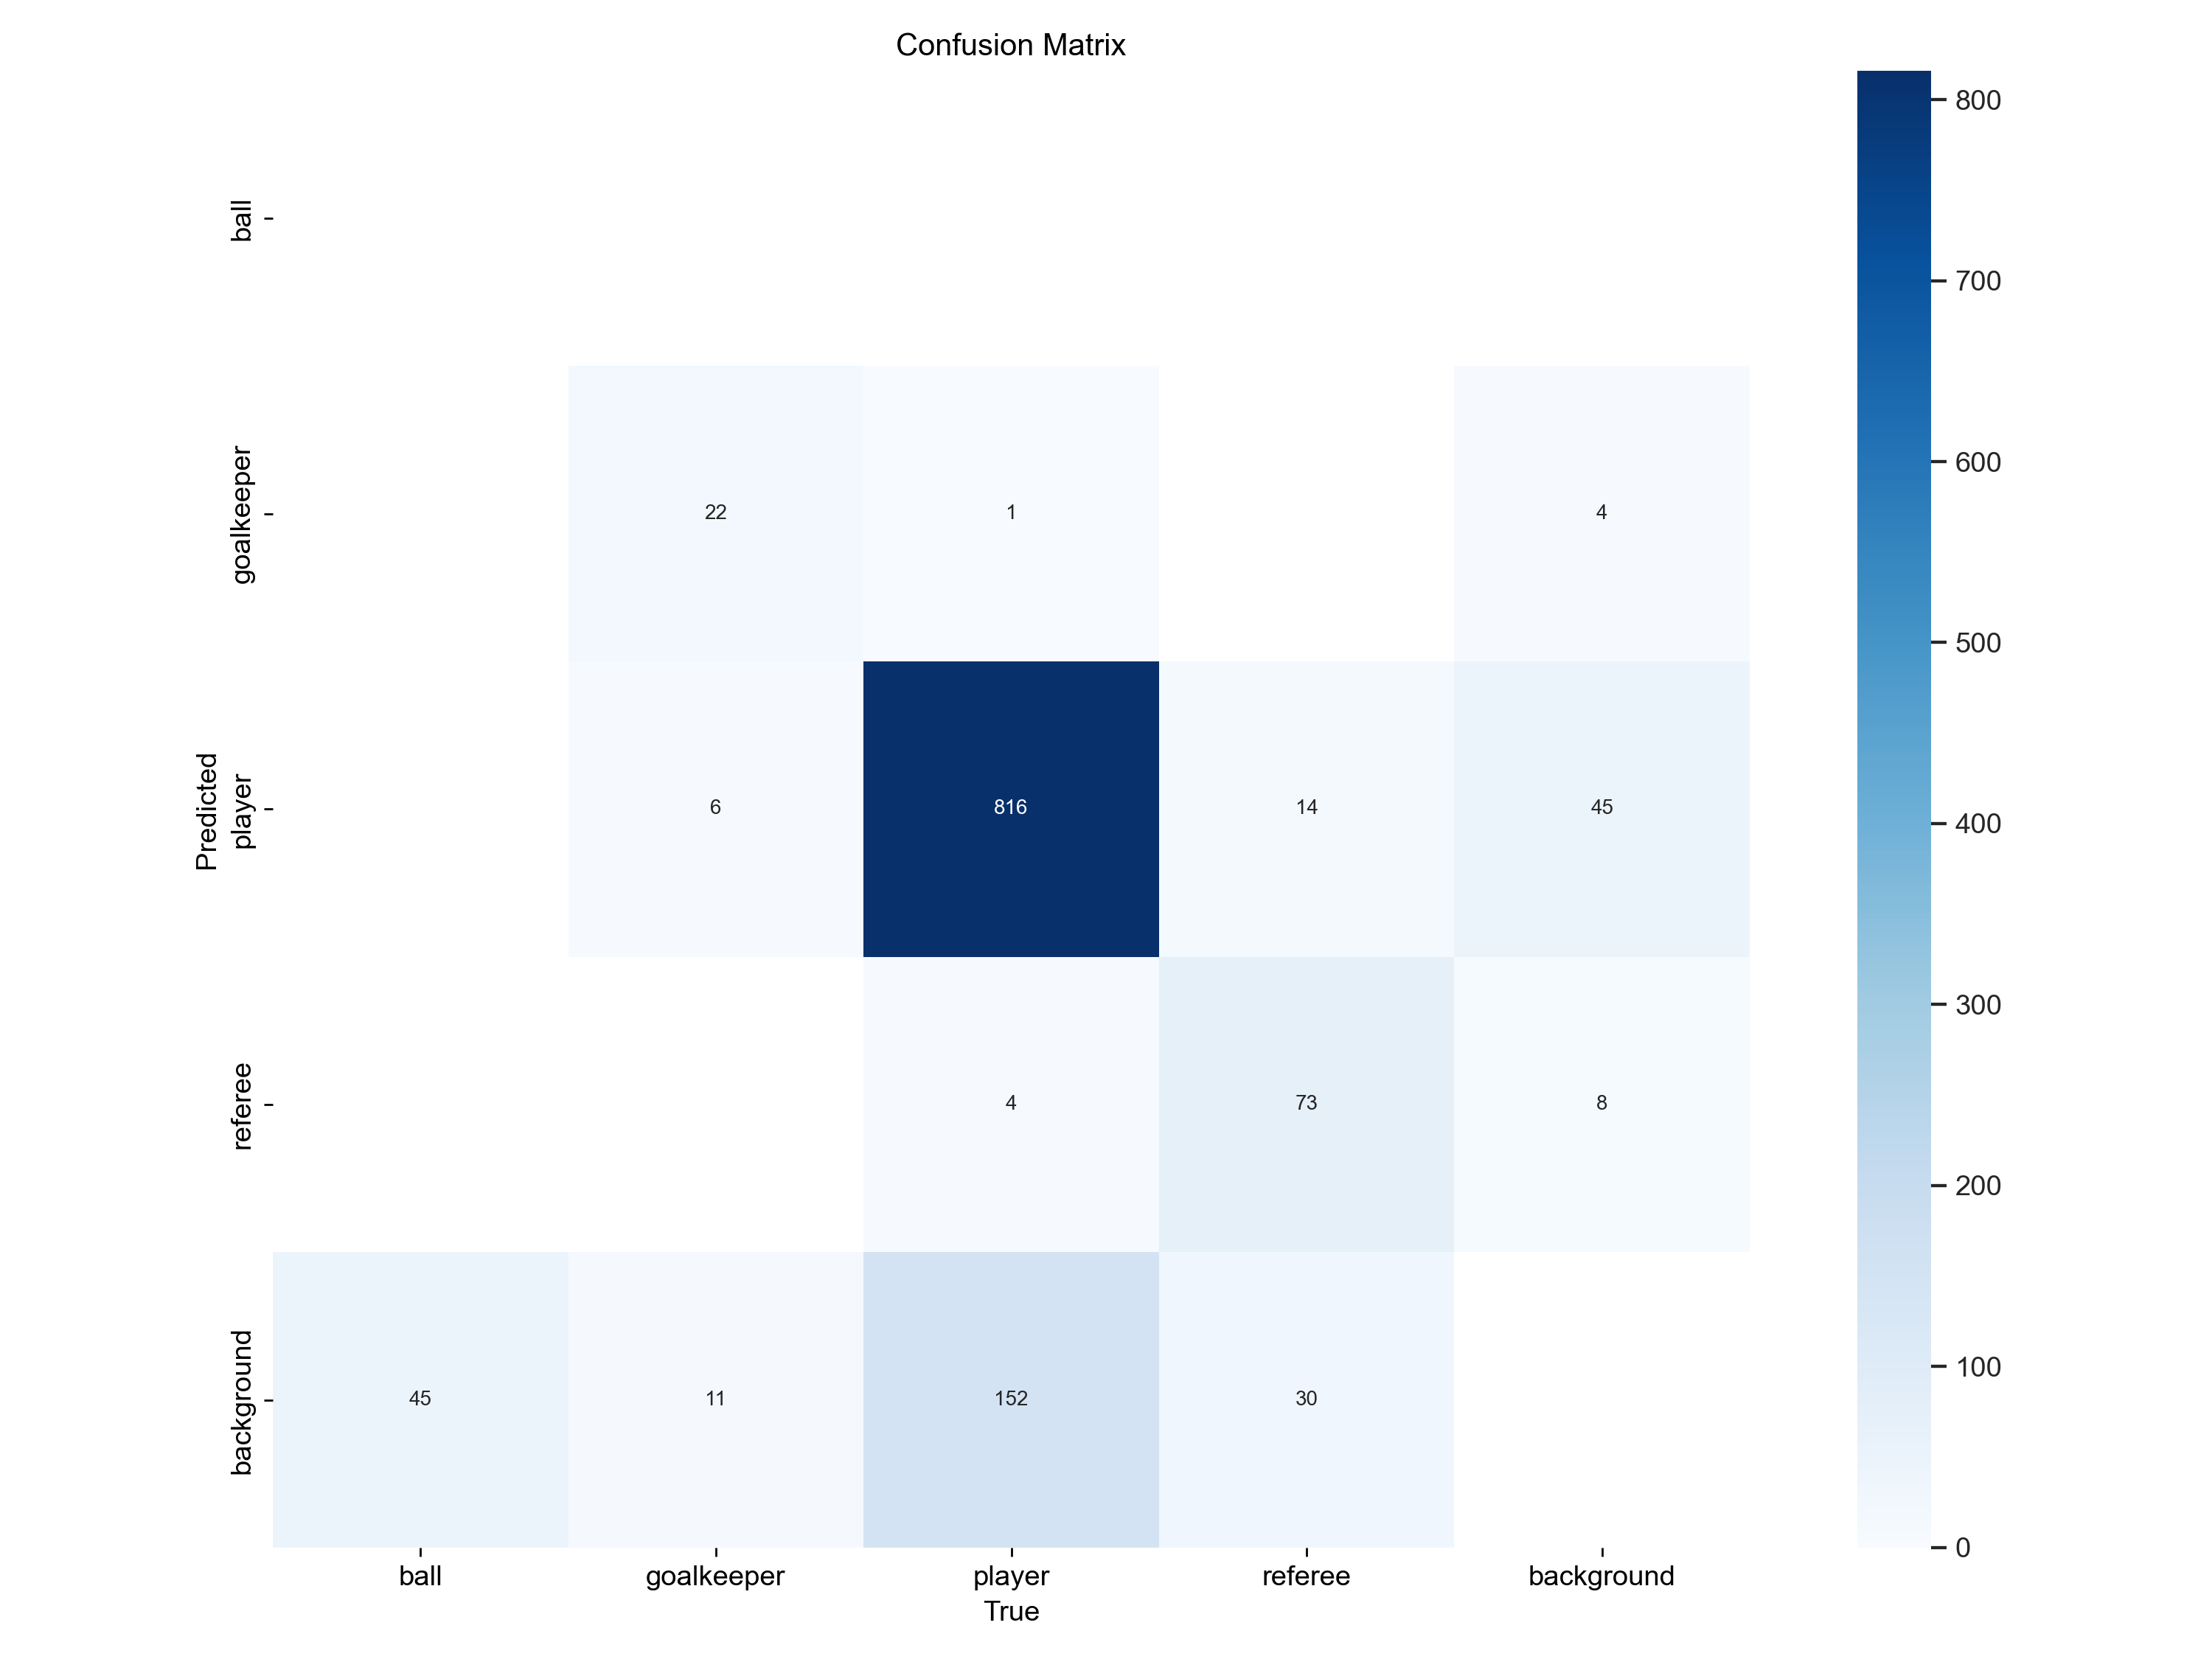 Confusion Matrix
800
700
600
500
400
300
200
100
0
Predicted
ball
goalkeeper
player
referee
background
22 1 4
6 816 14 45
4 73 8
45 11 152 30
ball goalkeeper player referee background
True